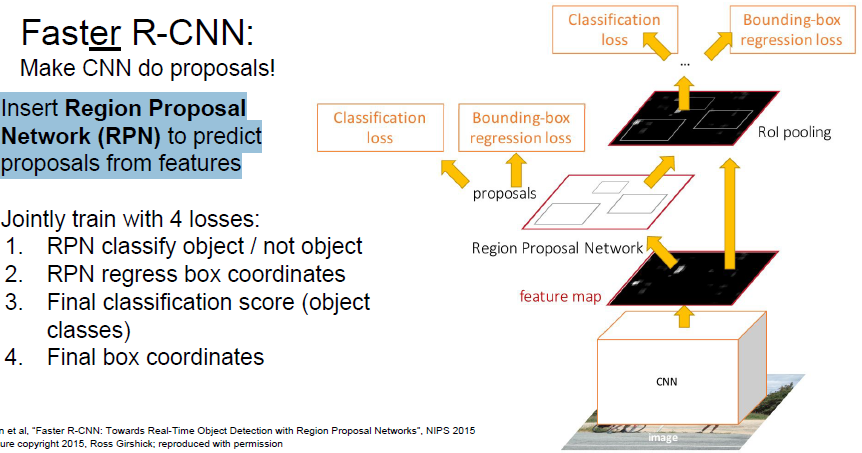 Faster R-CNN:
Make CNN do proposals!
Insert Region Proposal
Network (RPN) to predict
proposals from features
Jointly train with 4 losses:
1. RPN classify object / not object
2. RPN regress box coordinates
3. Final classification score (object
classes)
4. Final box coordinates
n et al, "Faster R-CNN: Towards Real-Time Object Detection with Region Proposal Networks", NIPS 2015
ure copyright 2015, Ross Girshick; reproduced with permission
Classification
loss
Bounding-box
regression loss
...
RoI pooling
Classification
loss
Bounding-box
regression loss
proposals
Region Proposal Network
feature map
CNN
image